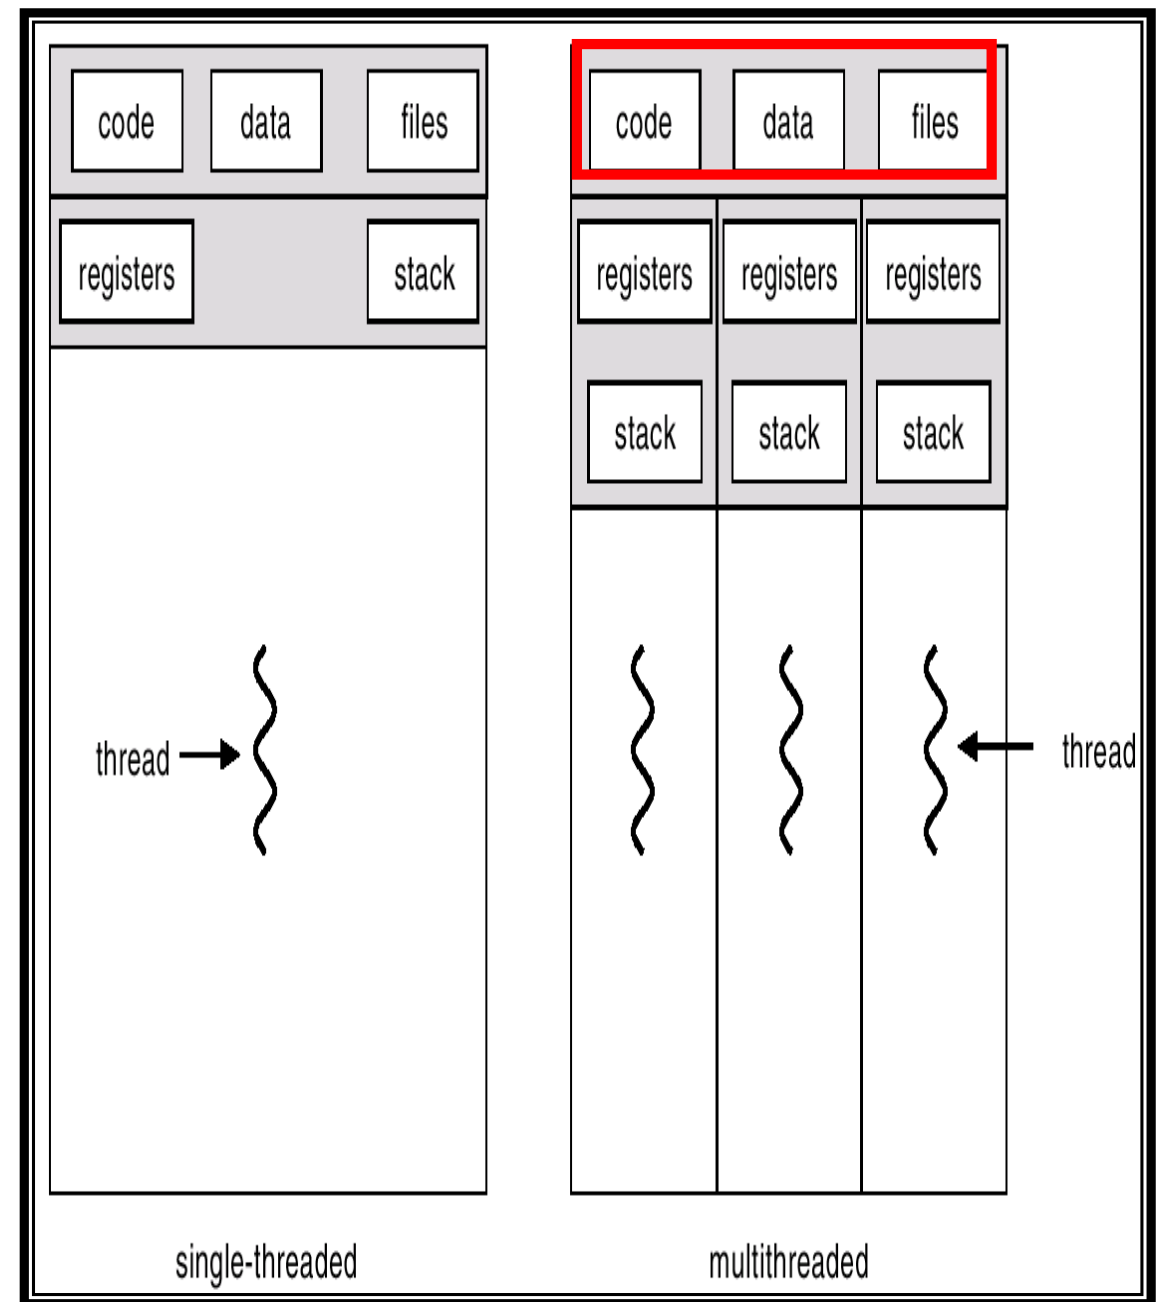 code data files code data files
registers stack registers registers registers
stack stack stack
thread thread
single-threaded multithreaded